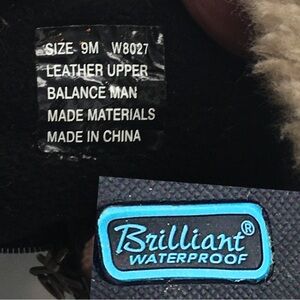 SIZE 9M W8027
LEATHER UPPER
BALANCE MAN
MADE MATERIALS
MADE IN CHINA
Brilliant®
WATERPROOF